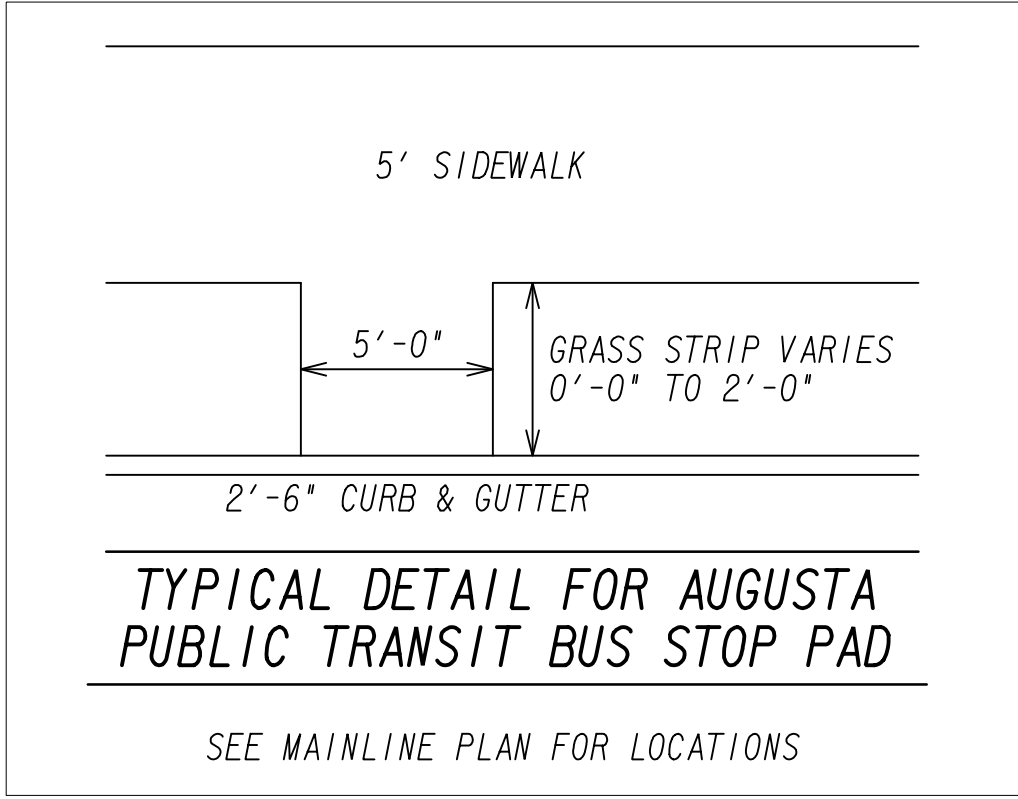 5' SIDEWALK
5'-0"
GRASS STRIP VARIES
0'-0" TO 2'-0"
2'-6" CURB & GUTTER
TYPICAL DETAIL FOR AUGUSTA
PUBLIC TRANSIT BUS STOP PAD
SEE MAINLINE PLAN FOR LOCATIONS